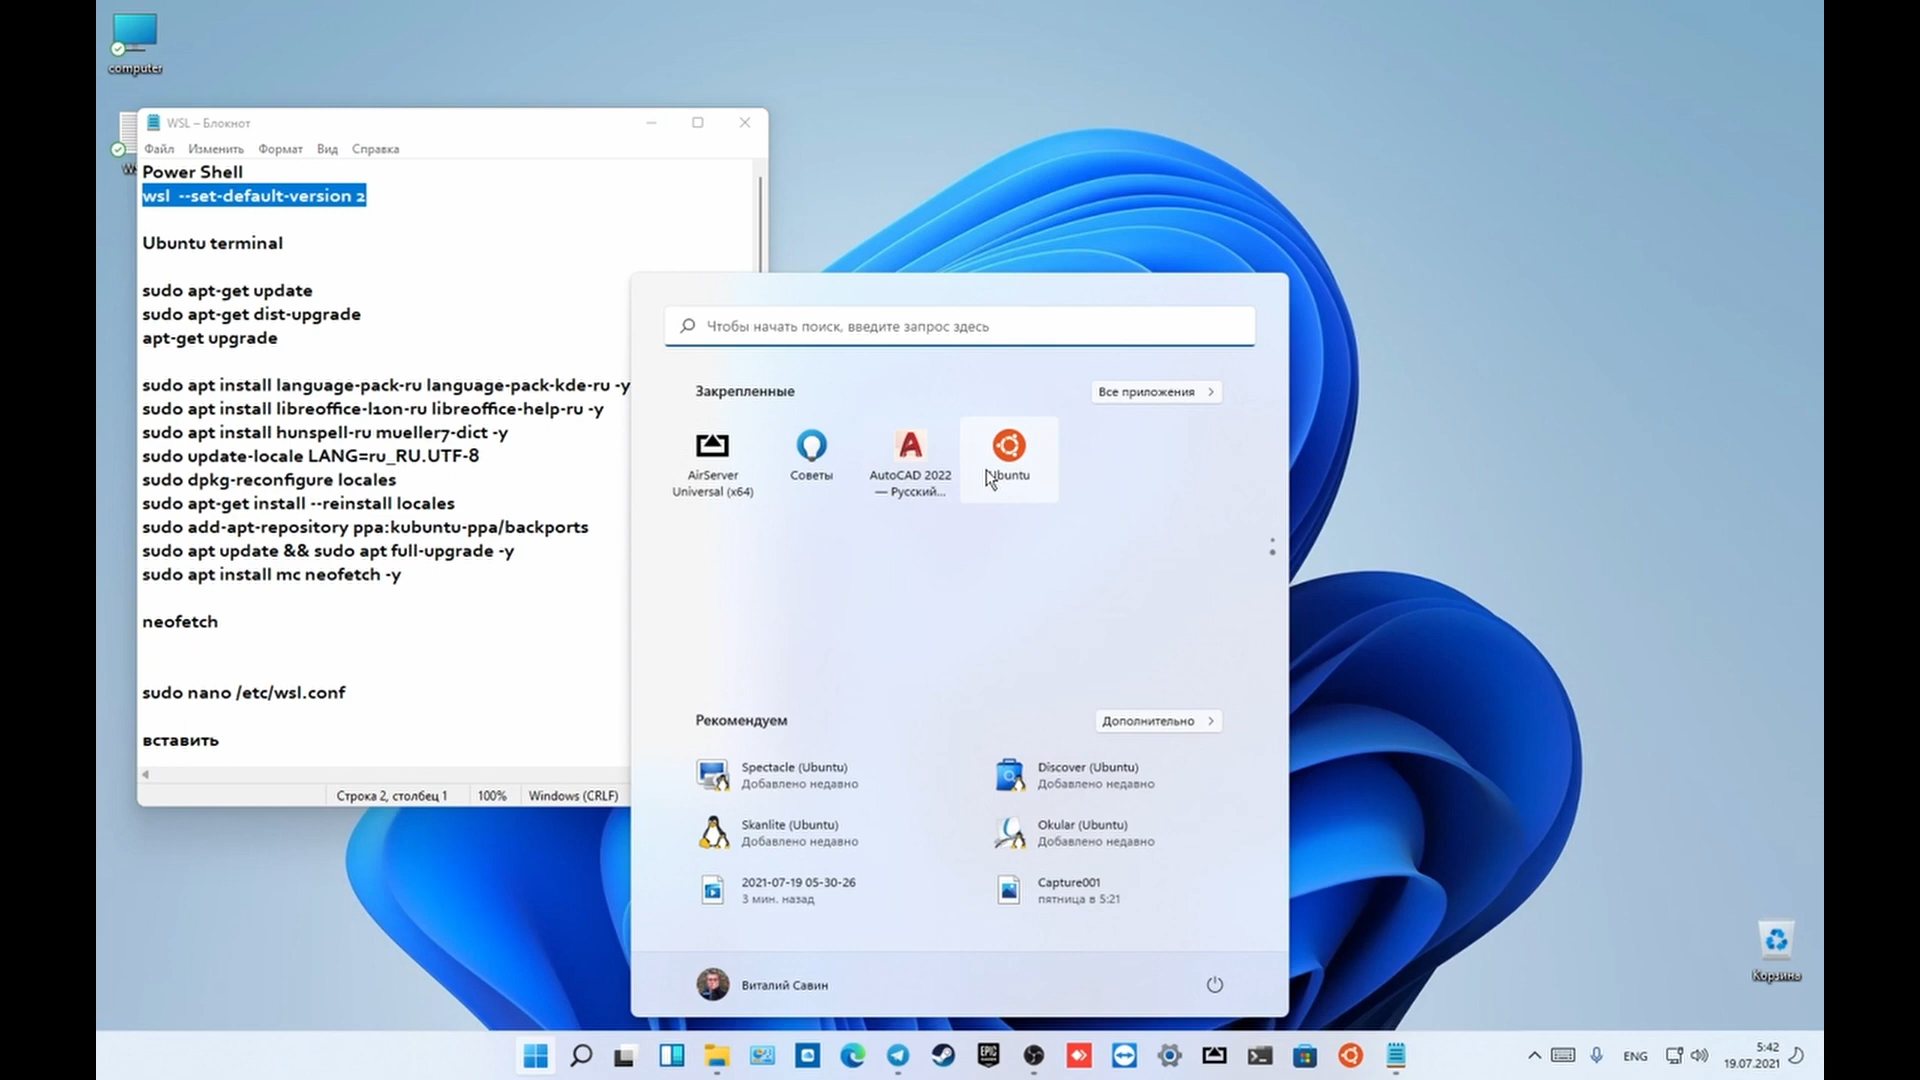 computer
WSL – Блокнот
Файл Изменить Формат Вид Справка
Power Shell
wsl --set-default-version 2
Ubuntu terminal
sudo apt-get update
sudo apt-get dist-upgrade
apt-get upgrade
sudo apt install language-pack-ru language-pack-kde-ru -y
sudo apt install libreoffice-l10n-ru libreoffice-help-ru -y
sudo apt install hunspell-ru mueller7-dict -y
sudo update-locale LANG=ru_RU.UTF-8
sudo dpkg-reconfigure locales
sudo apt-get install --reinstall locales
sudo add-apt-repository ppa:kubuntu-ppa/backports
sudo apt update && sudo apt full-upgrade -y
sudo apt install mc neofetch -y
neofetch
sudo nano /etc/wsl.conf
вставить
Строка 2, столбец 1 100% Windows (CRLF)
Чтобы начать поиск, введите запрос здесь
Закрепленные
Все приложения
AirServer
Universal (x64)
Советы
AutoCAD 2022
— Русский...
Ubuntu
Рекомендуем
Дополнительно
Spectacle (Ubuntu)
Добавлено недавно
Discover (Ubuntu)
Добавлено недавно
Skanlite (Ubuntu)
Добавлено недавно
Okular (Ubuntu)
Добавлено недавно
2021-07-19 05-30-26
3 мин. назад
Capture001
пятница в 5:21
Виталий Савин
Корзина
EPIC
ENG
5:42
19.07.2021